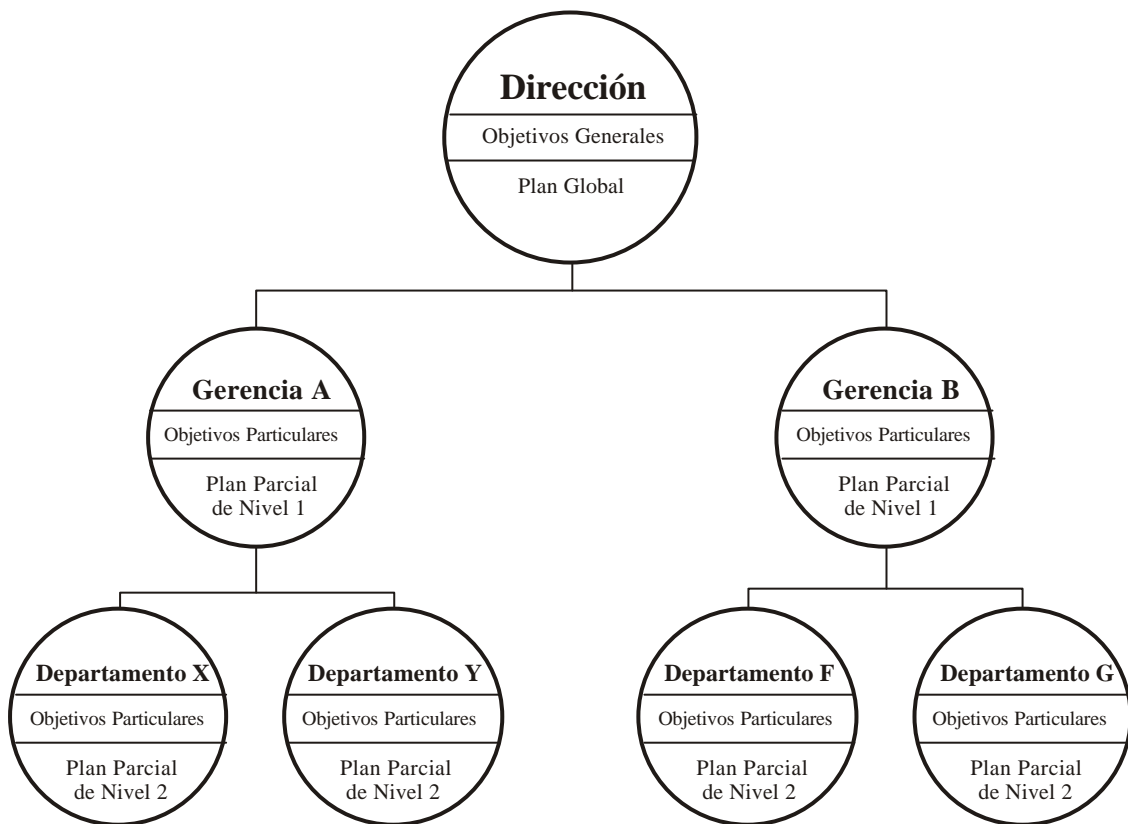 Dirección
Objetivos Generales
Plan Global
Gerencia A
Objetivos Particulares
Plan Parcial
de Nivel 1
Gerencia B
Objetivos Particulares
Plan Parcial
de Nivel 1
Departamento X
Objetivos Particulares
Plan Parcial
de Nivel 2
Departamento Y
Objetivos Particulares
Plan Parcial
de Nivel 2
Departamento F
Objetivos Particulares
Plan Parcial
de Nivel 2
Departamento G
Objetivos Particulares
Plan Parcial
de Nivel 2